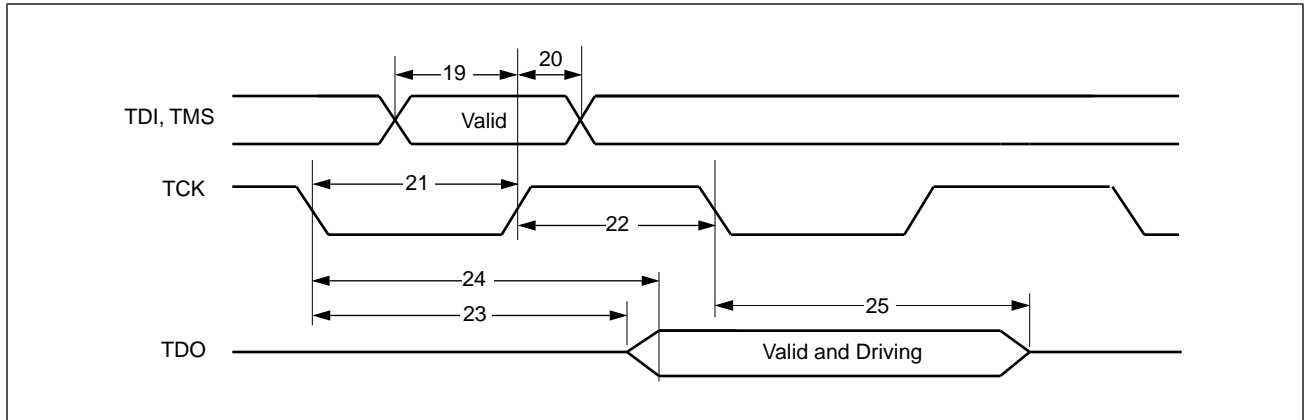 19
20
TDI, TMS
Valid
TCK
21
22
24
23
25
TDO
Valid and Driving